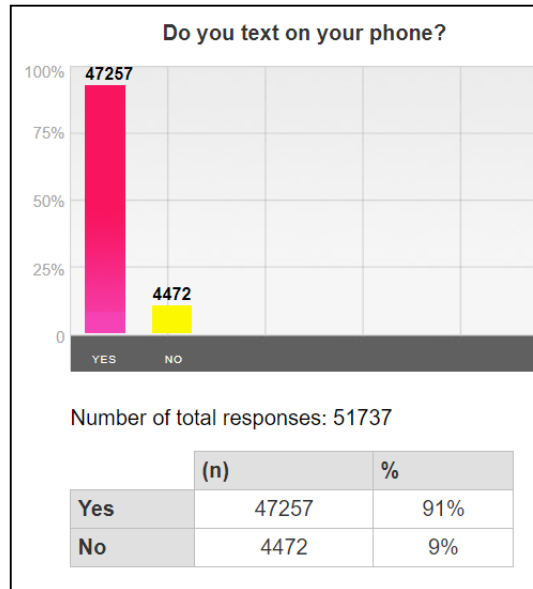 Do you text on your phone?
100%
47257
75%
50%
25%
4472
0
YES NO
Number of total responses: 51737
(n) %
Yes 47257 91%
No 4472 9%